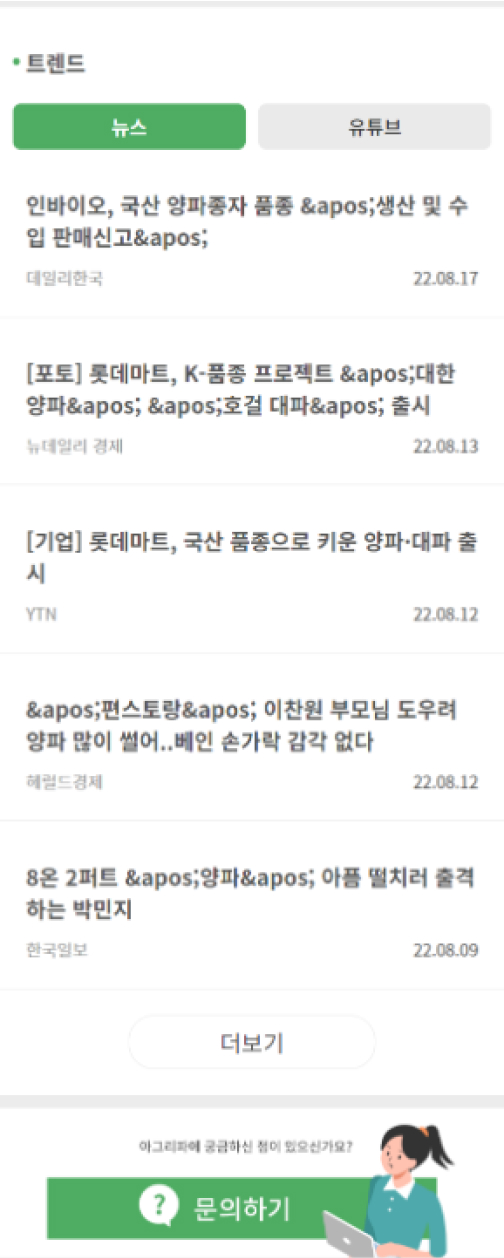 트렌드
뉴스
유튜브
인바이오, 국산 양파종자 품종 &apos;생산 및 수
입 판매신고&apos;
데일리한국
22.08.17
[포토] 롯데마트, K-품종 프로젝트 &apos;대한
양파&apos; &apos;호걸 대파&apos; 출시
뉴데일리 경제
22.08.13
[기업] 롯데마트, 국산 품종으로 키운 양파·대파 출
시
YTN
22.08.12
&apos;편스토랑&apos; 이찬원 부모님 도우려
양파 많이 썰어..베인 손가락 감각 없다
헤럴드경제
22.08.12
8온 2퍼트 &apos;양파&apos; 아픔 떨치러 출격
하는 박민지
한국일보
22.08.09
더보기
아그리파에 궁금하신 점이 있으신가요?
? 문의하기